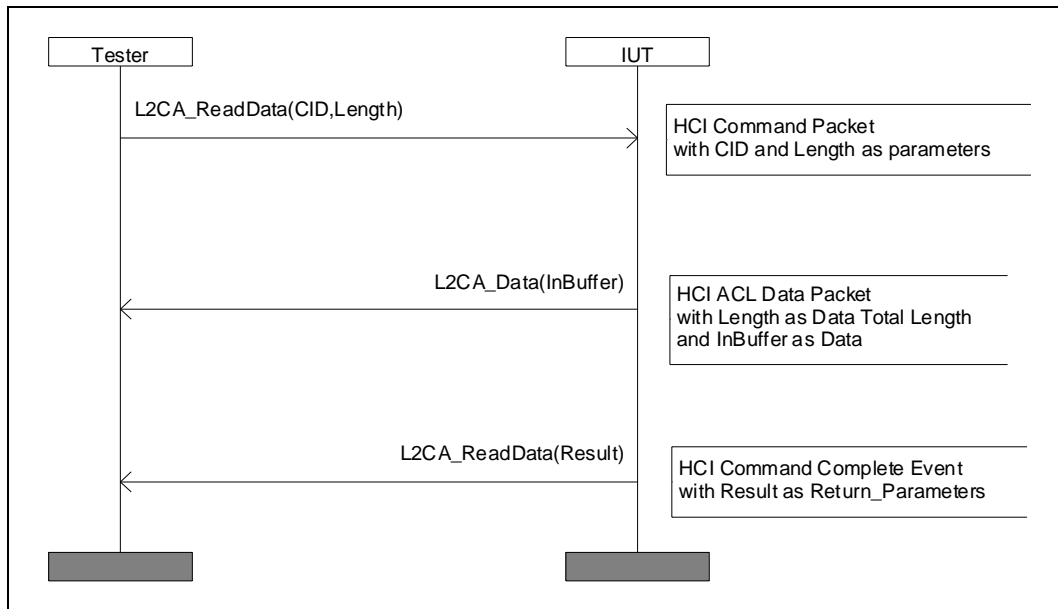 Tester
IUT
L2CA_ReadData(CID,Length)
HCI Command Packet
with CID and Length as parameters
L2CA_Data(InBuffer)
HCI ACL Data Packet
with Length as Data Total Length
and InBuffer as Data
L2CA_ReadData(Result)
HCI Command Complete Event
with Result as Return_Parameters